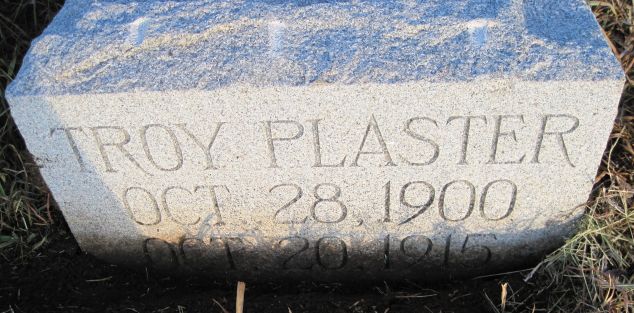 TROY PLASTER
OCT. 28, 1900
OCT. 20, 1915